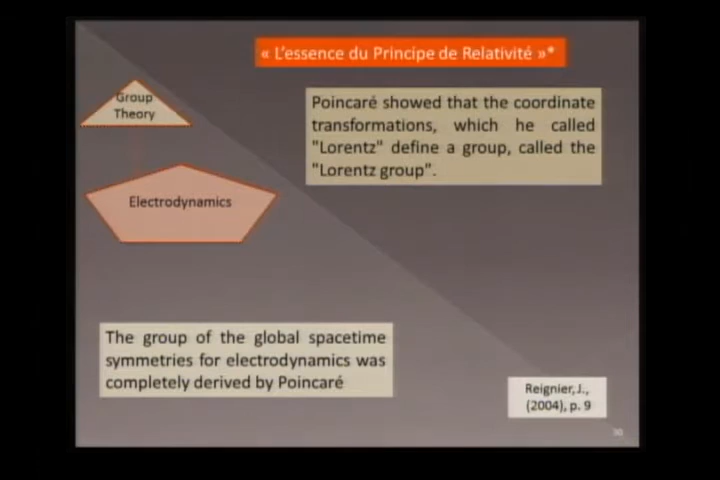 « L'essence du Principe de Relativité »*
Group
Theory
Poincaré showed that the coordinate
transformations, which he called
"Lorentz" define a group, called the
"Lorentz group".
Electrodynamics
The group of the global spacetime
symmetries for electrodynamics was
completely derived by Poincaré
Reignier, J.,
(2004), p. 9
30